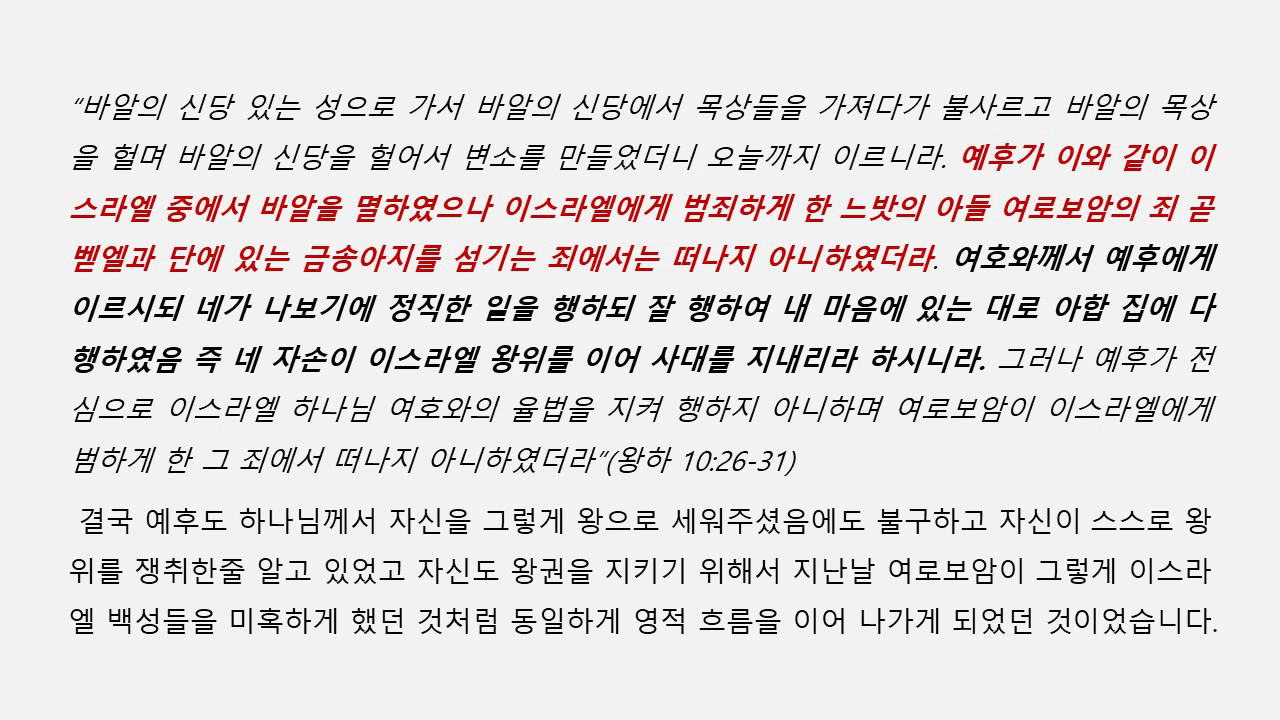 “바알의 신당 있는 성으로 가서 바알의 신당에서 목상들을 가져다가 불사르고 바알의 목상
을 헐며 바알의 신당을 헐어서 변소를 만들었더니 오늘까지 이르니라. 예후가 이와 같이 이
스라엘 중에서 바알을 멸하였으나 이스라엘에게 범죄하게 한 느밧의 아들 여로보암의 죄 곧
벧엘과 단에 있는 금송아지를 섬기는 죄에서는 떠나지 아니하였더라. 여호와께서 예후에게
이르시되 네가 나보기에 정직한 일을 행하되 잘 행하여 내 마음에 있는 대로 아합 집에 다
행하였음 즉 네 자손이 이스라엘 왕위를 이어 사대를 지내리라 하시니라. 그러나 예후가 전
심으로 이스라엘 하나님 여호와의 율법을 지켜 행하지 아니하며 여로보암이 이스라엘에게
범하게 한 그 죄에서 떠나지 아니하였더라”(왕하 10:26-31)
결국 예후도 하나님께서 자신을 그렇게 왕으로 세워주셨음에도 불구하고 자신이 스스로 왕
위를 쟁취한줄 알고 있었고 자신도 왕권을 지키기 위해서 지난날 여로보암이 그렇게 이스라
엘 백성들을 미혹하게 했던 것처럼 동일하게 영적 흐름을 이어 나가게 되었던 것이었습니다.